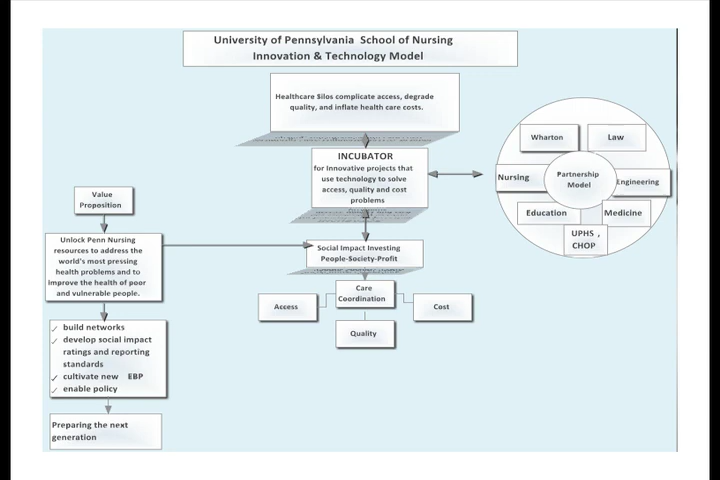 University of Pennsylvania School of Nursing
Innovation & Technology Model
Healthcare Silos complicate access, degrade
quality, and inflate health care costs.
INCUBATOR
for innovative projects that
use technology to solve
access, quality and cost
problems
Social Impact Investing
People-Society-Profit
Care
Coordination
Access
Cost
Quality
Value
Proposition
Unlock Penn Nursing
resources to address the
world's most pressing
health problems and to
improve the health of poor
and vulnerable people.
build networks
develop social impact
ratings and reporting
standards
cultivate new EBP
enable policy
Preparing the next
generation
Wharton
Law
Nursing
Partnership
Model
Engineering
Education
Medicine
UPHS ,
CHOP